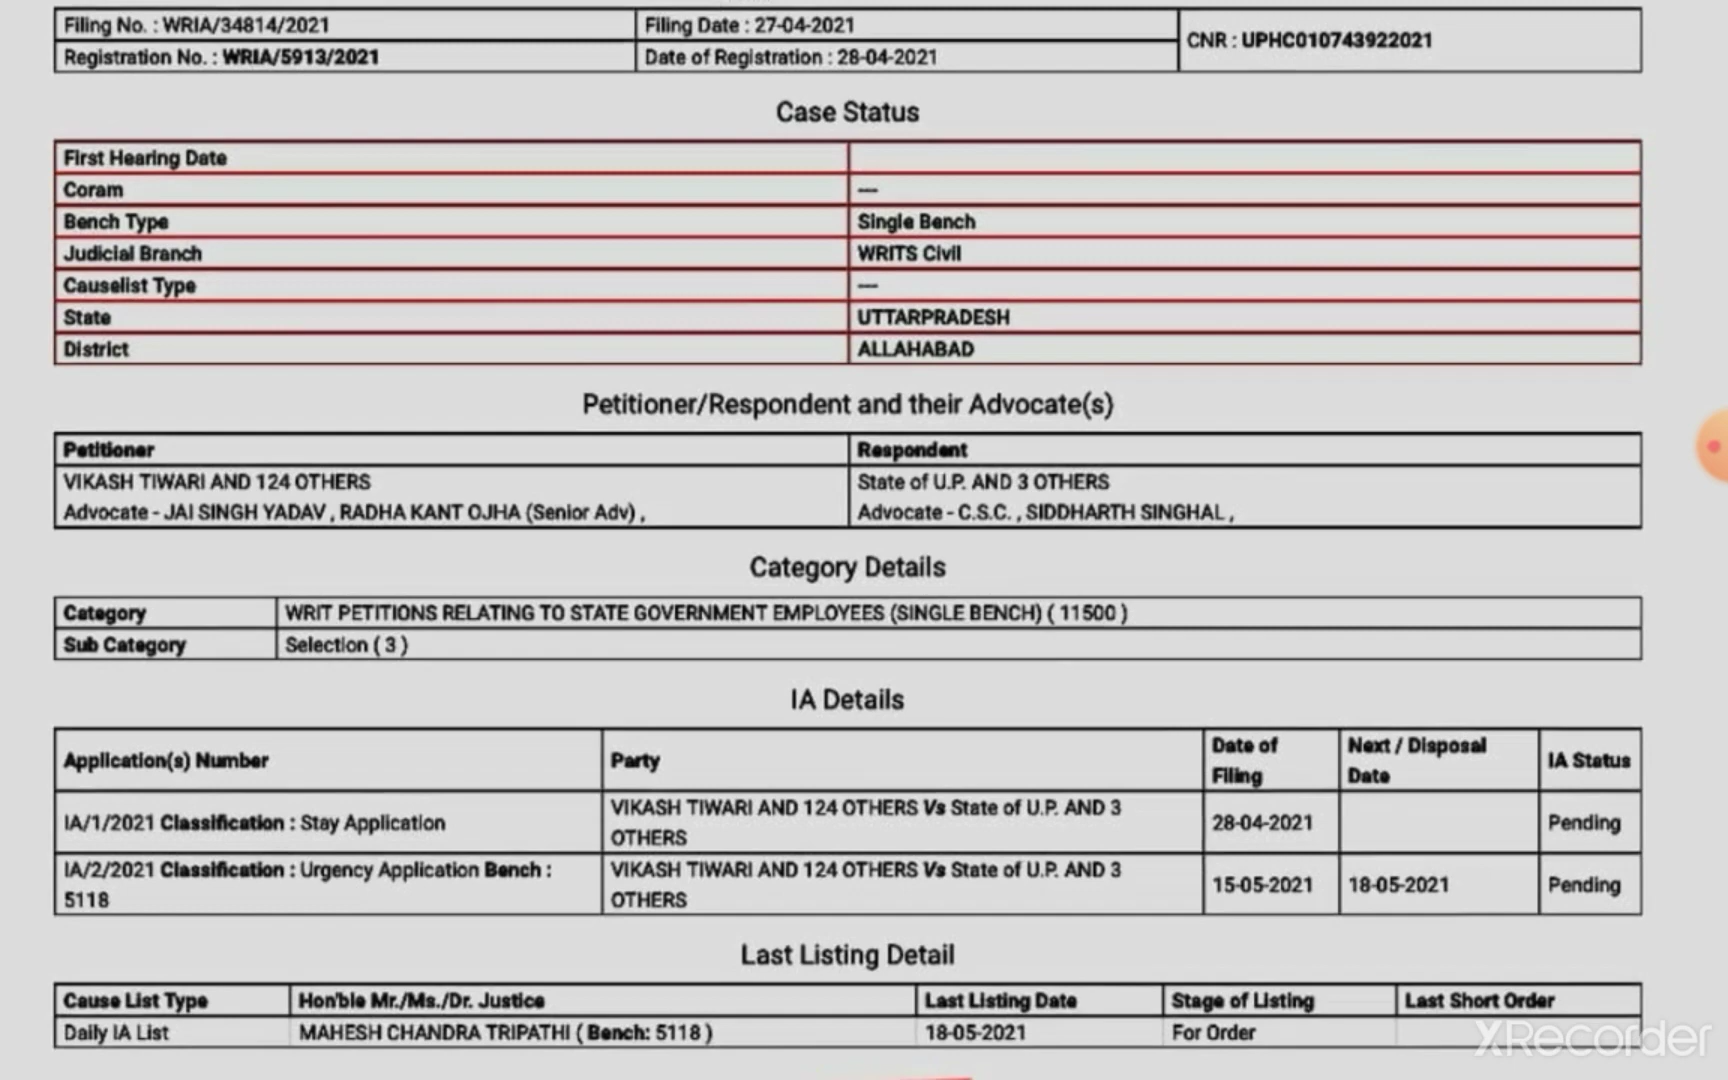 Filing No. : WRIA/34814/2021
Filing Date : 27-04-2021
CNR : UPHC010743922021
Registration No. : WRIA/5913/2021
Date of Registration : 28-04-2021
Case Status
First Hearing Date
Coram ---
Bench Type Single Bench
Judicial Branch WRITS Civil
Causelist Type ---
State UTTARPRADESH
District ALLAHABAD
Petitioner/Respondent and their Advocate(s)
Petitioner Respondent
VIKASH TIWARI AND 124 OTHERS State of U.P. AND 3 OTHERS
Advocate - JAI SINGH YADAV , RADHA KANT OJHA (Senior Adv) , Advocate - C.S.C. , SIDDHARTH SINGHAL ,
Category Details
Category WRIT PETITIONS RELATING TO STATE GOVERNMENT EMPLOYEES (SINGLE BENCH) ( 11500 )
Sub Category Selection ( 3 )
IA Details
Application(s) Number Party Date of Filing Next / Disposal Date IA Status
IA/1/2021 Classification : Stay Application VIKASH TIWARI AND 124 OTHERS Vs State of U.P. AND 3 OTHERS 28-04-2021 Pending
IA/2/2021 Classification : Urgency Application Bench : 5118 VIKASH TIWARI AND 124 OTHERS Vs State of U.P. AND 3 OTHERS 15-05-2021 18-05-2021 Pending
Last Listing Detail
Cause List Type Hon'ble Mr./Ms./Dr. Justice Last Listing Date Stage of Listing Last Short Order
Daily IA List MAHESH CHANDRA TRIPATHI ( Bench: 5118 ) 18-05-2021 For Order
XRecorder